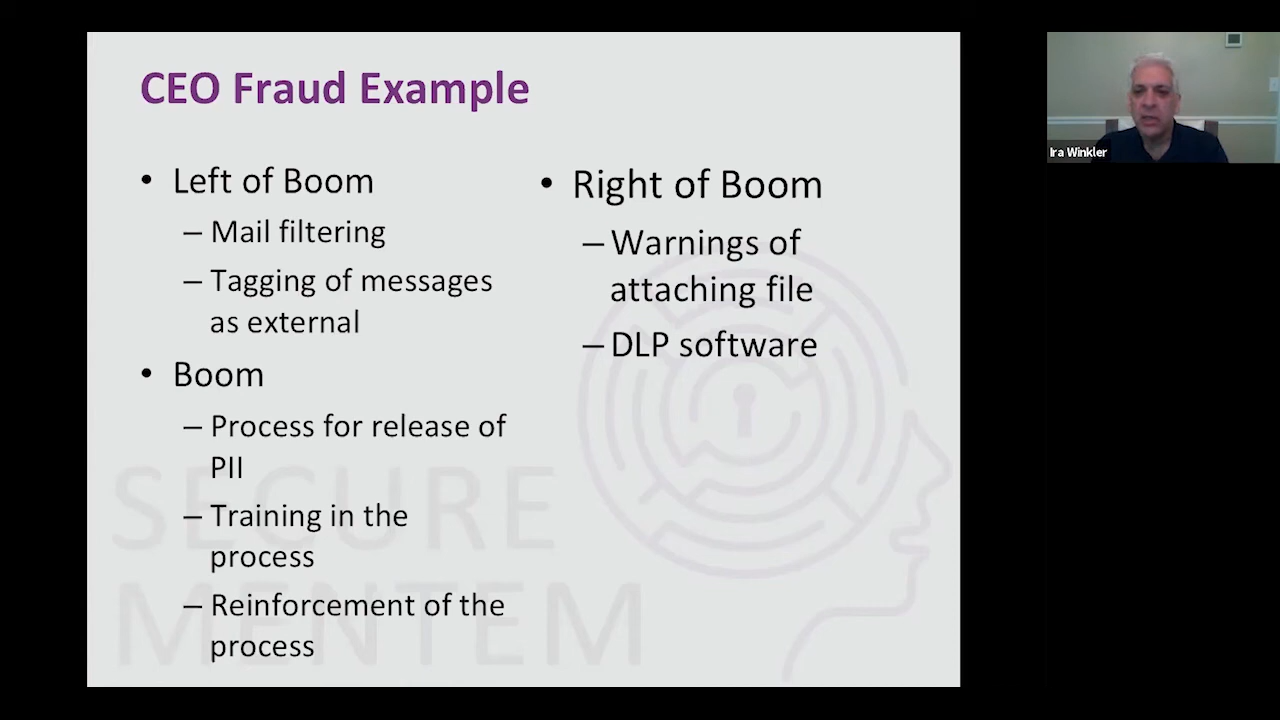 CEO Fraud Example
• Left of Boom
– Mail filtering
– Tagging of messages
as external
• Boom
– Process for release of
PII
– Training in the
process
– Reinforcement of the
process
• Right of Boom
– Warnings of
attaching file
– DLP software
SECURE
MENTEM
Ira Winkler